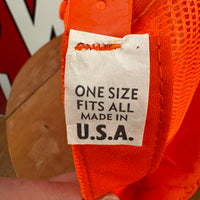 ONE SIZE
FITS ALL
MADE IN
U.S.A.